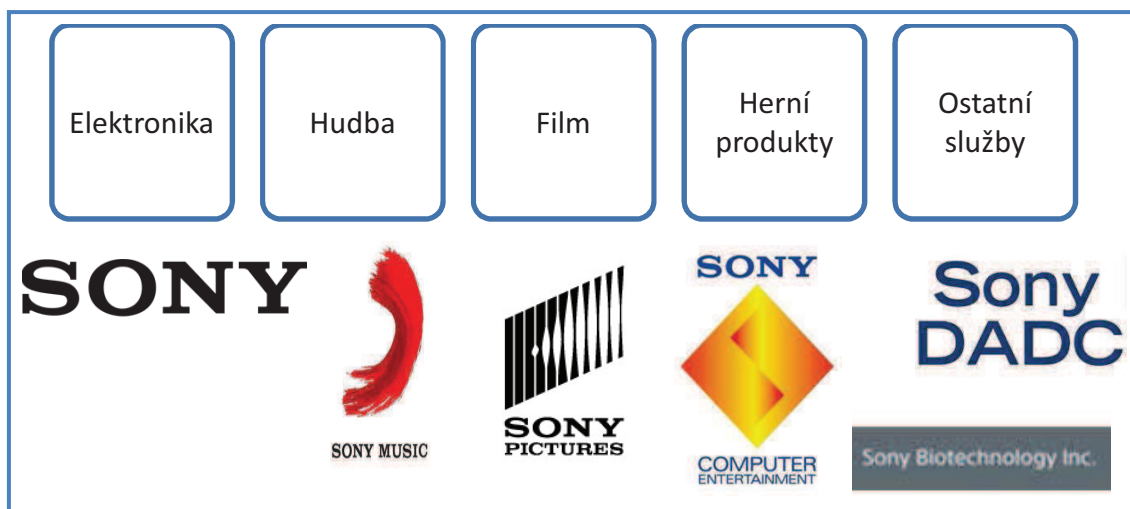 Elektronika
Hudba
Film
Herní
produkty
Ostatní
služby
SONY
SONY MUSIC
SONY
PICTURES
SONY
COMPUTER
ENTERTAINMENT
Sony
DADC
Sony Biotechnology Inc.